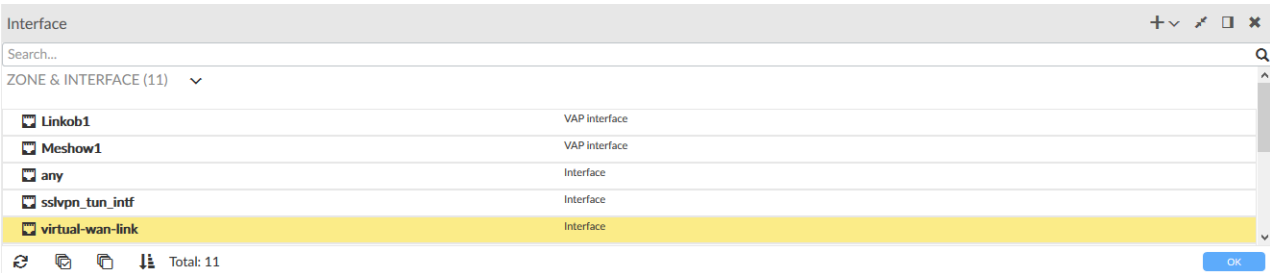 Interface
Search...
ZONE & INTERFACE (11)
Linkob1 VAP interface
Meshow1 VAP interface
any Interface
sslvpn_tun_intf Interface
virtual-wan-link Interface
Total: 11 OK